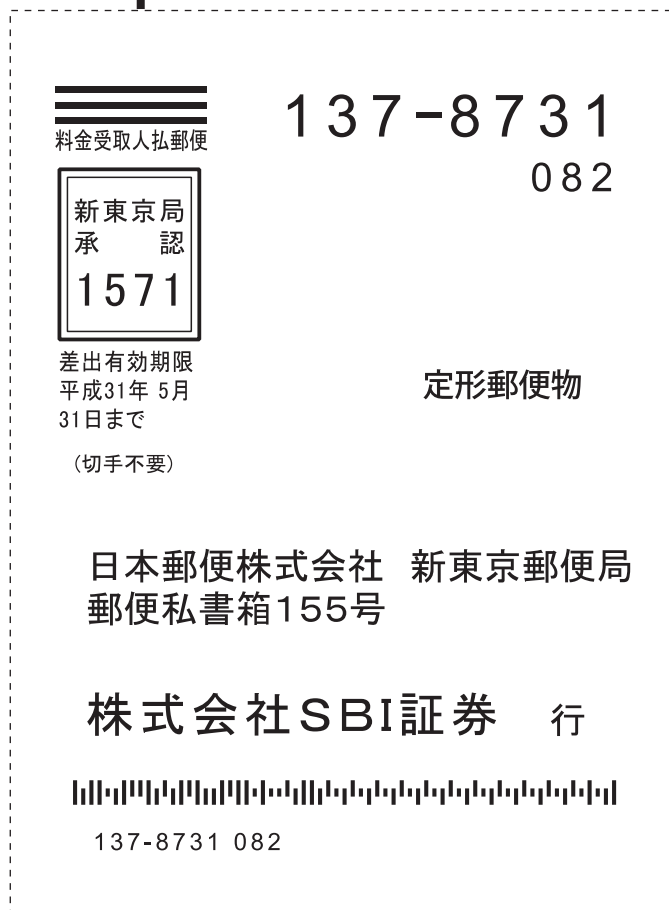 137-8731
082
料金受取人払郵便
新東京局
承　認
1571
差出有効期限
平成31年 5月
31日まで
（切手不要）
定形郵便物
日本郵便株式会社　新東京郵便局
郵便私書箱155号
株式会社SBI証券　行
137-8731 082